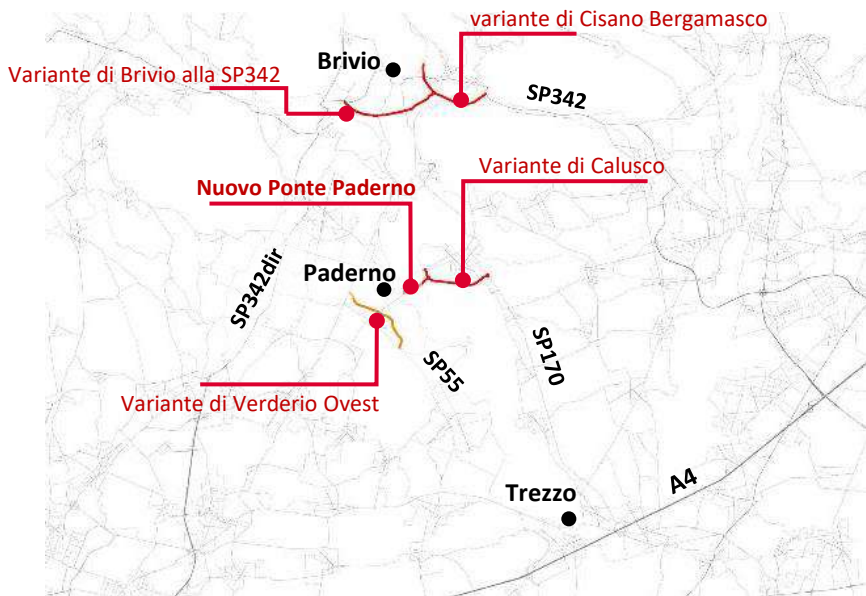 variante di Cisano Bergamasco
Brivio
Variante di Brivio alla SP342
SP342
Variante di Calusco
Nuovo Ponte Paderno
SP342dir
Paderno
SP55
SP170
Variante di Verderio Ovest
A4
Trezzo